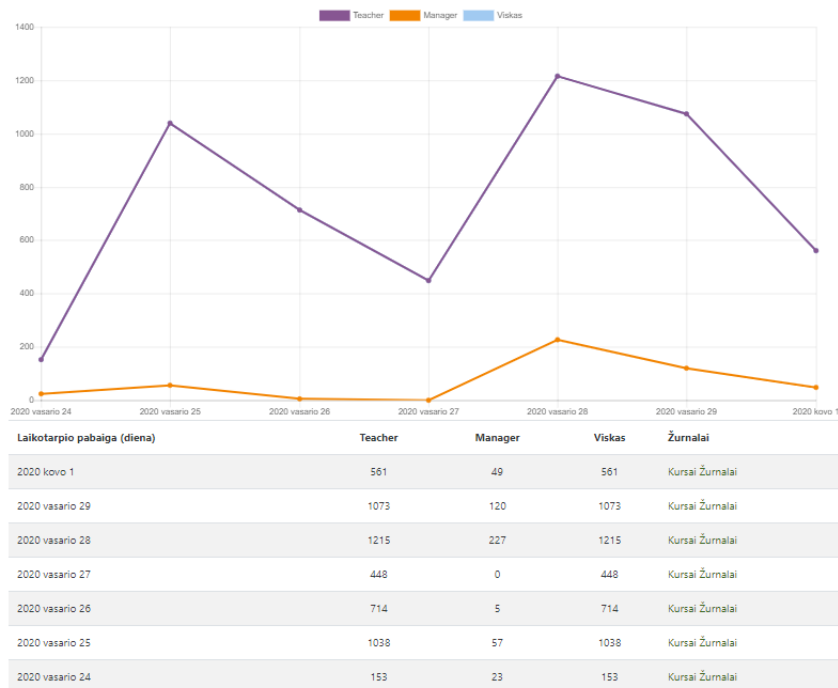 Teacher Manager Viskas
1400
1200
1000
800
600
400
200
0
2020 vasario 24 2020 vasario 25 2020 vasario 26 2020 vasario 27 2020 vasario 28 2020 vasario 29 2020 kovo 1
Laikotarpio pabaiga (diena) Teacher Manager Viskas Žurnalai
2020 kovo 1 561 49 561 Kursai Žurnalai
2020 vasario 29 1073 120 1073 Kursai Žurnalai
2020 vasario 28 1215 227 1215 Kursai Žurnalai
2020 vasario 27 448 0 448 Kursai Žurnalai
2020 vasario 26 714 5 714 Kursai Žurnalai
2020 vasario 25 1038 57 1038 Kursai Žurnalai
2020 vasario 24 153 23 153 Kursai Žurnalai